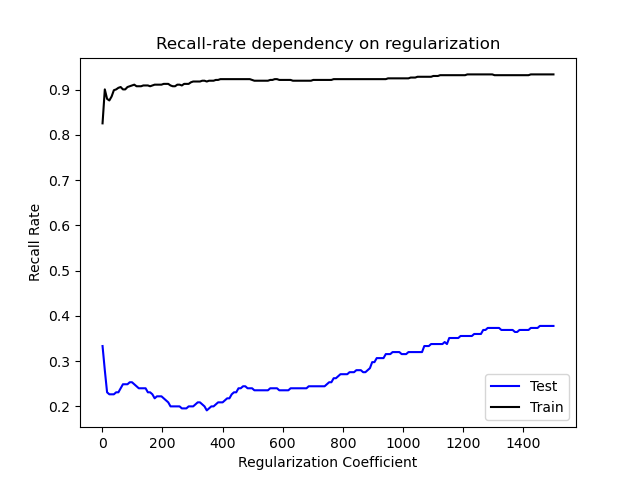 Recall-rate dependency on regularization
Recall Rate
0.9
0.8
0.7
0.6
0.5
0.4
0.3
0.2
0 200 400 600 800 1000 1200 1400
Regularization Coefficient
Test
Train